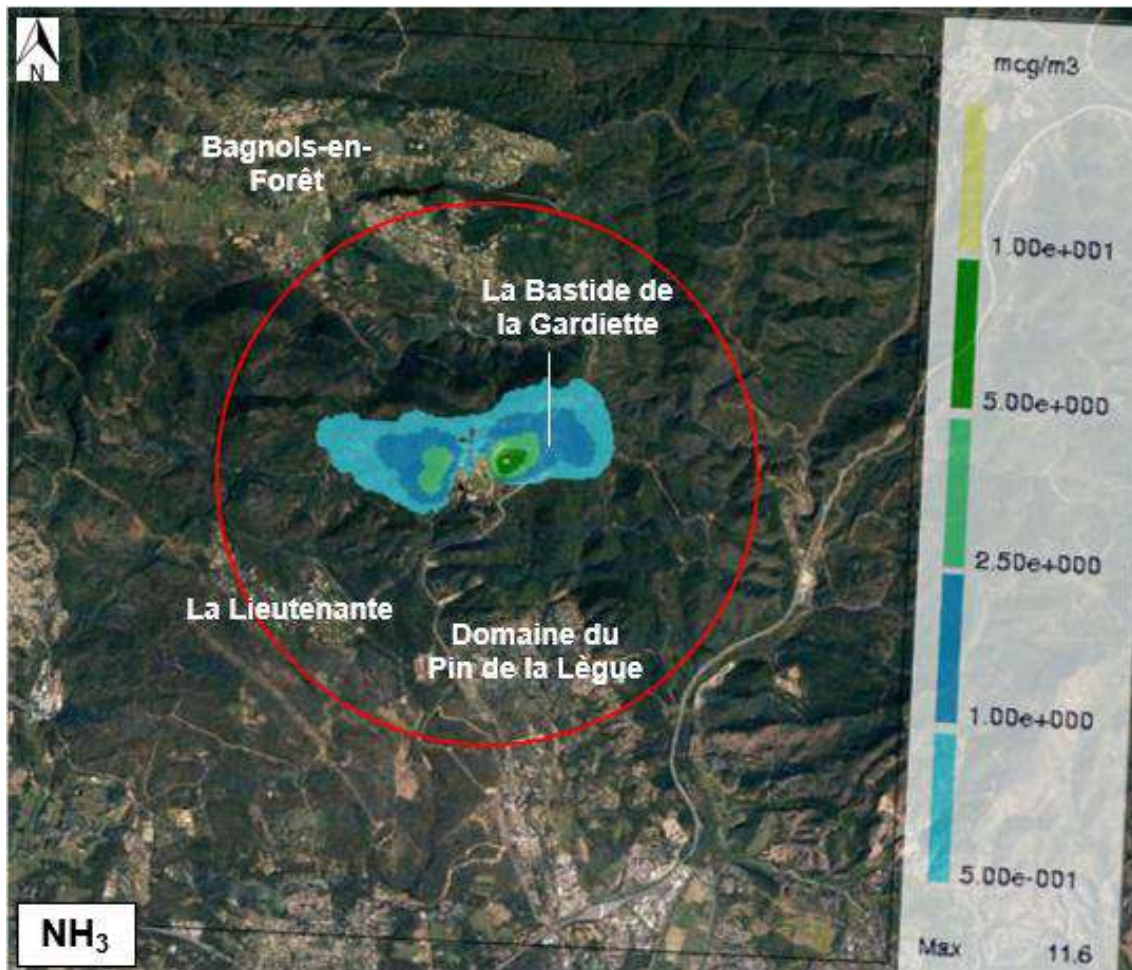 N
mcg/m3
Bagnols-en-
Forêt
1.00e+001
La Bastide de
la Gardiette
5.00e+000
2.50e+000
La Lieutenante
Domaine du
Pin de la Lègue
1.00e+000
5.00e-001
NH₃
Max 11.6